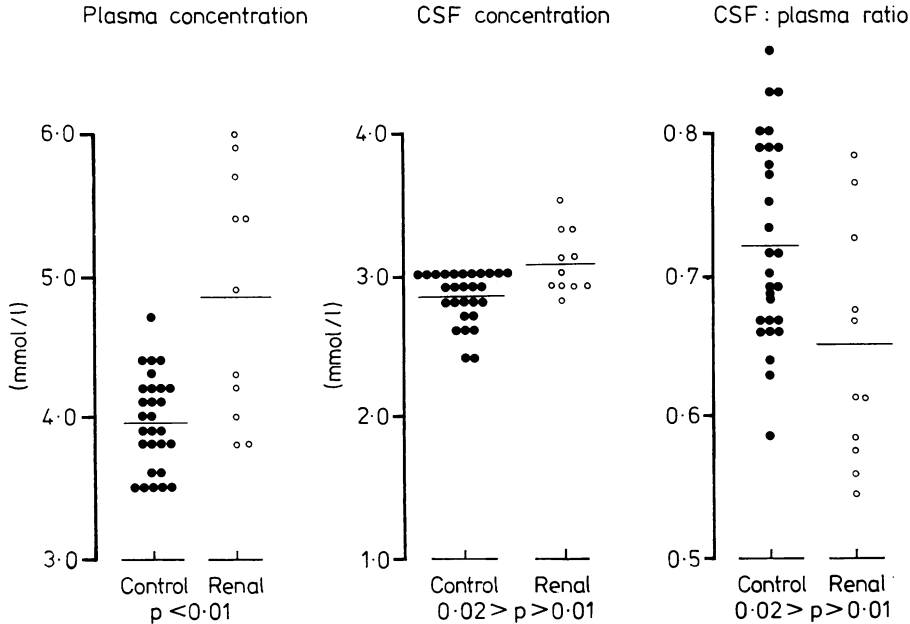 Plasma concentration
CSF concentration
CSF : plasma ratio
6·0
5·0
4·0
3·0
(mmol/l)
Control Renal
p <0·01
4·0
3·0
2·0
1·0
(mmol/l)
Control Renal
0·02> p >0·01
0·8
0·7
0·6
0·5
Control Renal
0·02> p >0·01